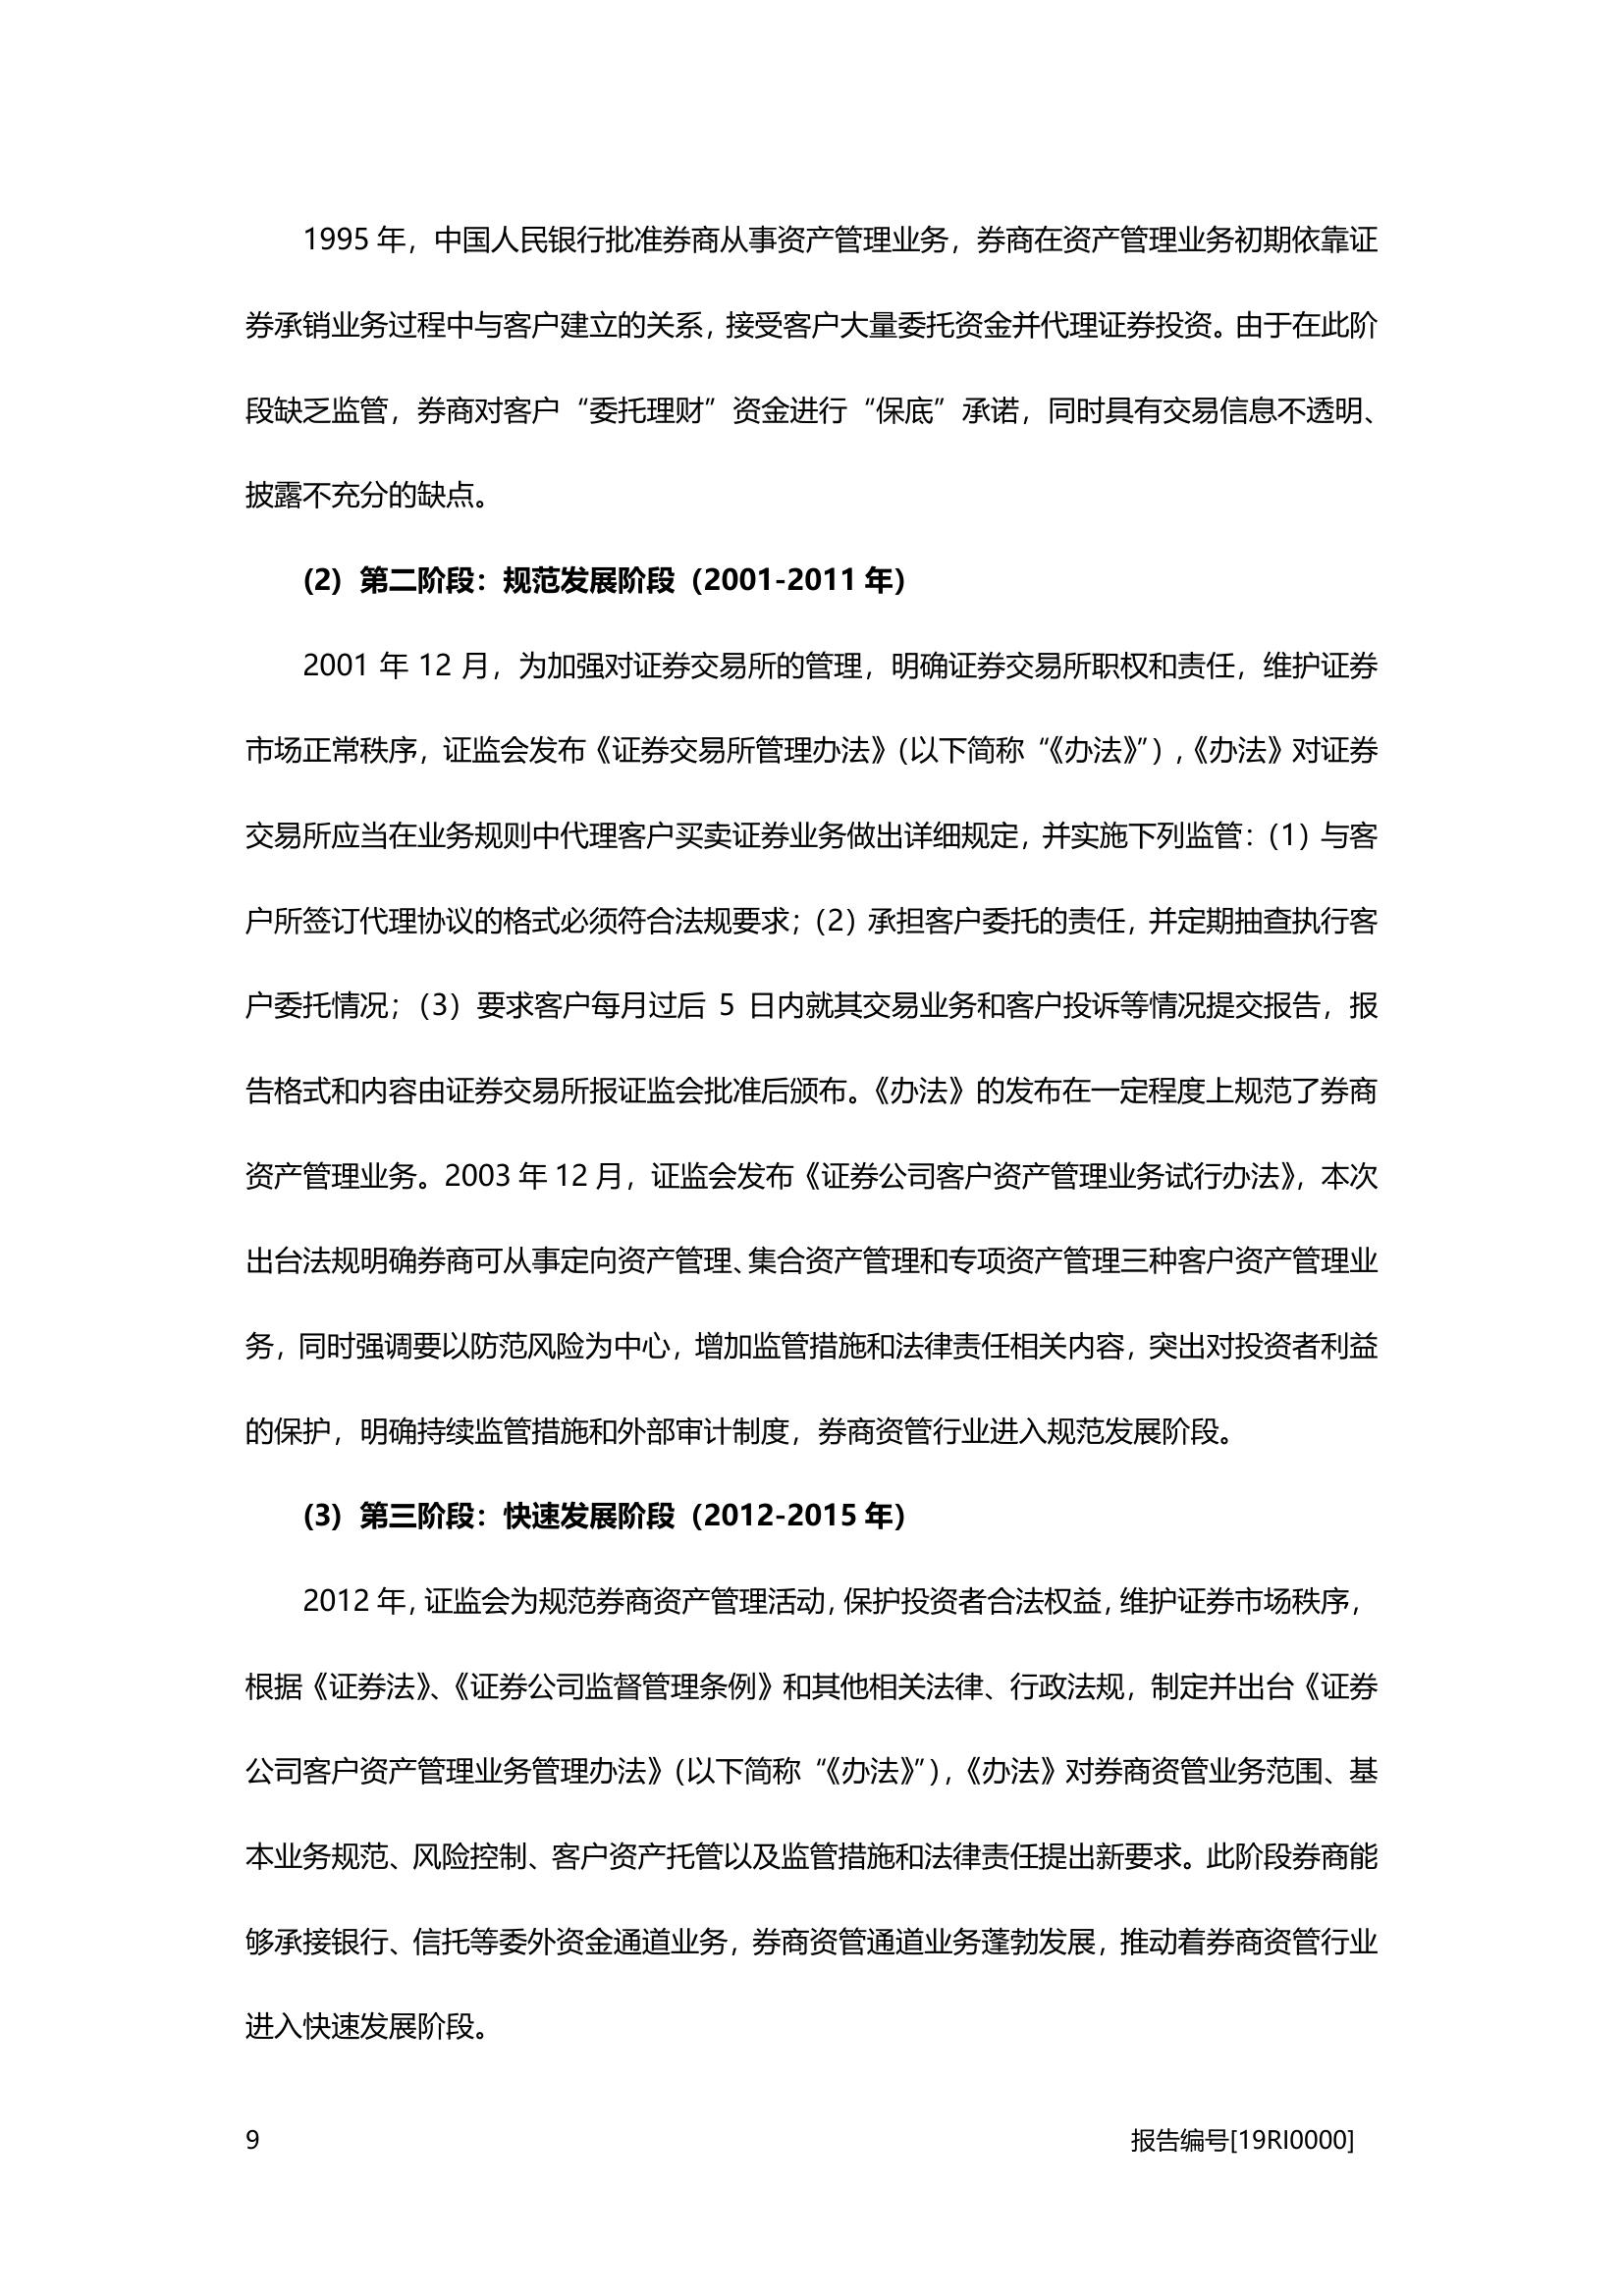 1995 年，中国人民银行批准券商从事资产管理业务，券商在资产管理业务初期依靠证
券承销业务过程中与客户建立的关系，接受客户大量委托资金并代理证券投资。由于在此阶
段缺乏监管，券商对客户“委托理财”资金进行“保底”承诺，同时具有交易信息不透明、
披露不充分的缺点。
(2) 第二阶段：规范发展阶段（2001-2011 年）
2001 年 12 月，为加强对证券交易所的管理，明确证券交易所职权和责任，维护证券
市场正常秩序，证监会发布《证券交易所管理办法》（以下简称“《办法》”），《办法》对证券
交易所应当在业务规则中代理客户买卖证券业务做出详细规定，并实施下列监管：（1）与客
户所签订代理协议的格式必须符合法规要求；（2）承担客户委托的责任，并定期抽查执行客
户委托情况；（3）要求客户每月过后 5 日内就其交易业务和客户投诉等情况提交报告，报
告格式和内容由证券交易所报证监会批准后颁布。《办法》的发布在一定程度上规范了券商
资产管理业务。2003 年 12 月，证监会发布《证券公司客户资产管理业务试行办法》，本次
出台法规明确券商可从事定向资产管理、集合资产管理和专项资产管理三种客户资产管理业
务，同时强调要以防范风险为中心，增加监管措施和法律责任相关内容，突出对投资者利益
的保护，明确持续监管措施和外部审计制度，券商资管行业进入规范发展阶段。
(3) 第三阶段：快速发展阶段（2012-2015 年）
2012 年，证监会为规范券商资产管理活动，保护投资者合法权益，维护证券市场秩序，
根据《证券法》、《证券公司监督管理条例》和其他相关法律、行政法规，制定并出台《证券
公司客户资产管理业务管理办法》（以下简称“《办法》”），《办法》对券商资管业务范围、基
本业务规范、风险控制、客户资产托管以及监管措施和法律责任提出新要求。此阶段券商能
够承接银行、信托等委外资金通道业务，券商资管通道业务蓬勃发展，推动着券商资管行业
进入快速发展阶段。
9
报告编号[19RI0000]